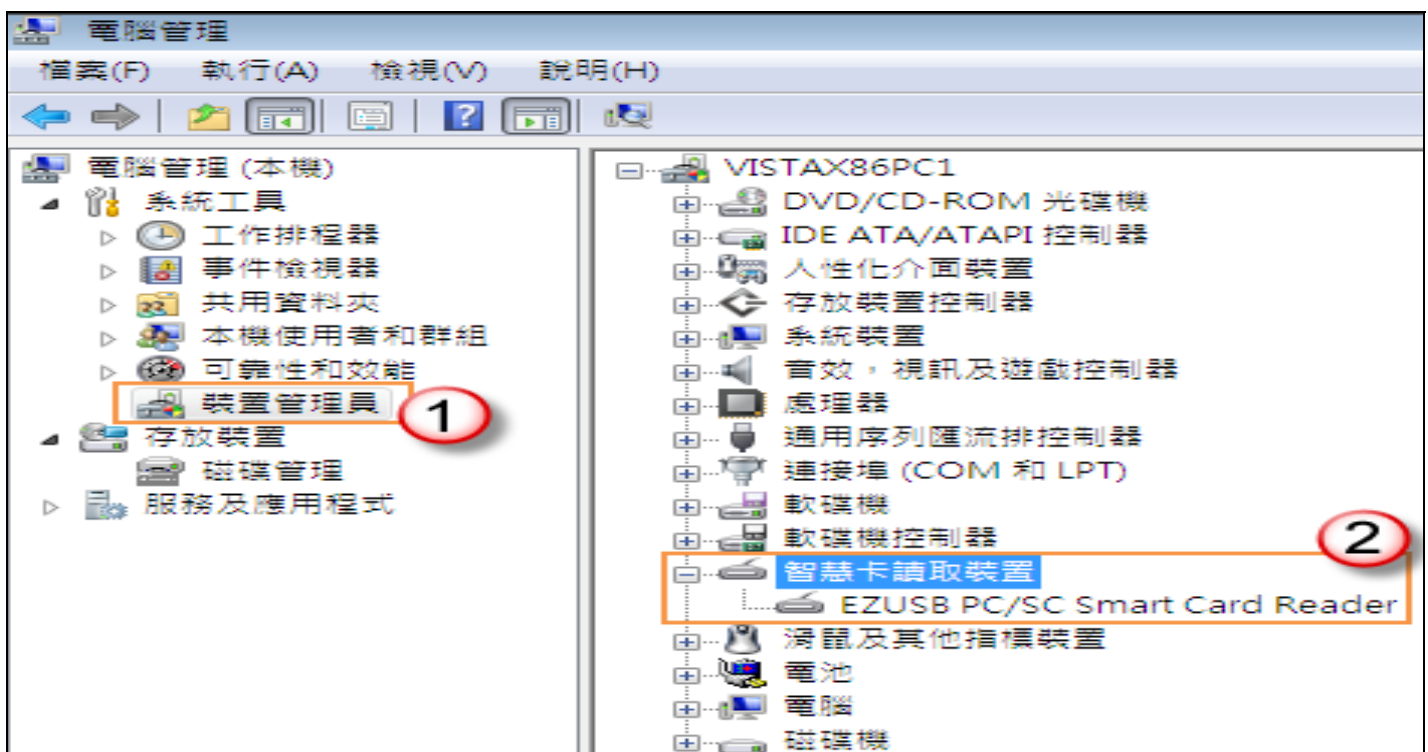 電腦管理
檔案(F) 執行(A) 檢視(V) 說明(H)
電腦管理 (本機)
系統工具
工作排程器
事件檢視器
共用資料夾
本機使用者和群組
可靠性和效能
裝置管理員
1
存放裝置
磁碟管理
服務及應用程式
VISTAX86PC1
DVD/CD-ROM 光碟機
IDE ATA/ATAPI 控制器
人性化介面裝置
存放裝置控制器
系統裝置
音效，視訊及遊戲控制器
處理器
通用序列匯流排控制器
連接埠 (COM 和 LPT)
軟碟機
軟碟機控制器
2
智慧卡讀取裝置
EZUSB PC/SC Smart Card Reader
滑鼠及其他指標裝置
電池
電腦
磁碟機